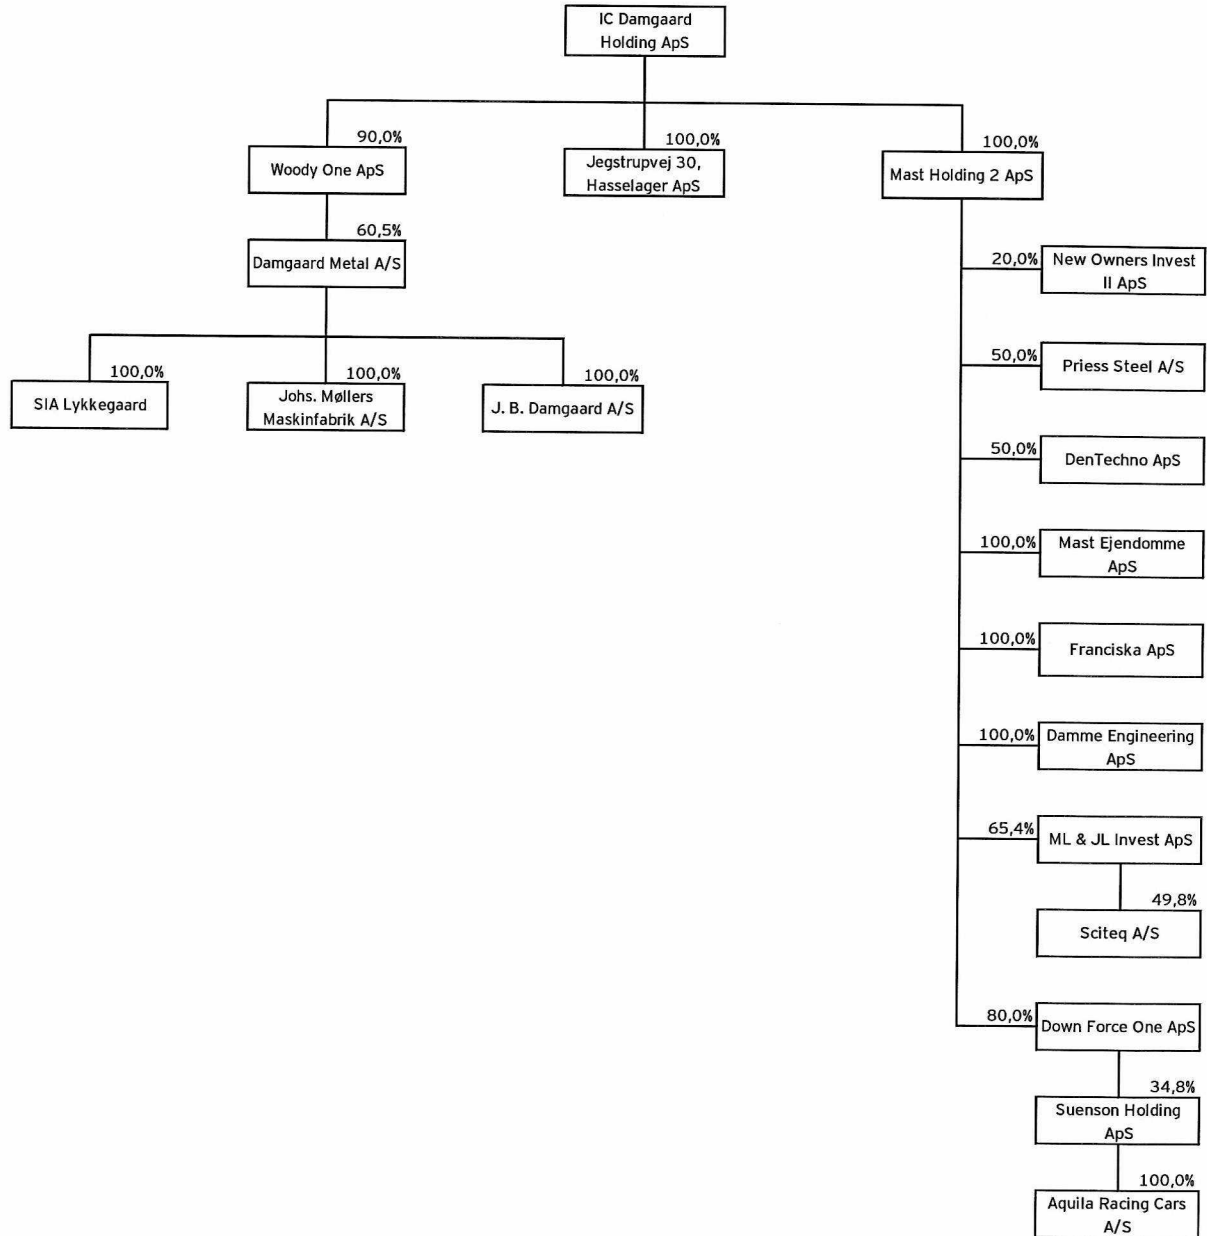 IC Damgaard
Holding ApS
90,0%
Woody One ApS
100,0%
Jegstrupvej 30,
Hasselager ApS
100,0%
Mast Holding 2 ApS
60,5%
Damgaard Metal A/S
100,0%
SIA Lykkegaard
100,0%
Johs. Møllers
Maskinfabrik A/S
100,0%
J. B. Damgaard A/S
20,0%
New Owners Invest
II ApS
50,0%
Priess Steel A/S
50,0%
DenTechno ApS
100,0%
Mast Ejendomme
ApS
100,0%
Franciska ApS
100,0%
Damme Engineering
ApS
65,4%
ML & JL Invest ApS
49,8%
Sciteq A/S
80,0%
Down Force One ApS
34,8%
Suenson Holding
ApS
100,0%
Aquila Racing Cars
A/S